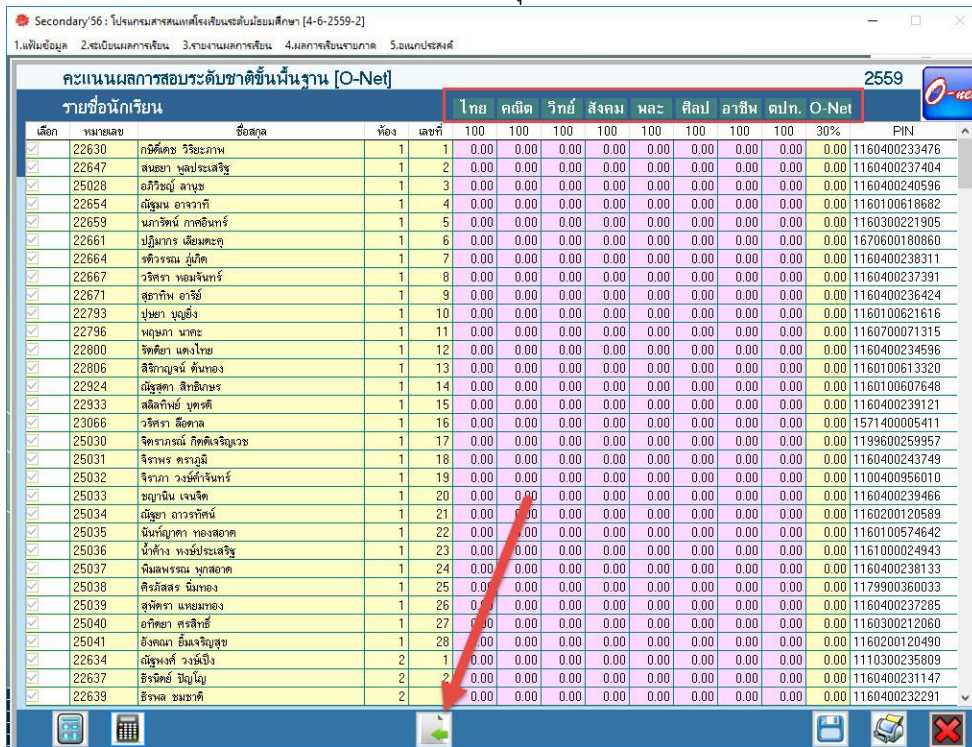 Secondary'56 : โปรแกรมสารสนเทศโรงเรียนระดับมัธยมศึกษา [4-6-2559-2]
1.แฟ้มข้อมูล 2.ระเบียนผลการเรียน 3.รายงานผลการเรียน 4.ผลการเรียนรายภาค 5.อเนกประสงค์
คะแนนผลการสอบระดับชาติขั้นพื้นฐาน [O-Net] 2559
รายชื่อนักเรียน ไทย คณิต วิทย์ สังคม พละ ศิลป อาชีพ ตปท. O-Net O-net
เลือก หมายเลข ชื่อสกุล ห้อง เลขที่ 100 100 100 100 100 100 100 100 30% PIN
22630 กษิดิ์เดช วิริยะภาพ 1 1 0.00 0.00 0.00 0.00 0.00 0.00 0.00 0.00 0.00 1160400233476
22647 สนธยา พูลประเสริฐ 1 2 0.00 0.00 0.00 0.00 0.00 0.00 0.00 0.00 0.00 1160400237404
25028 อภิวิชญ์ ลานุช 1 3 0.00 0.00 0.00 0.00 0.00 0.00 0.00 0.00 0.00 1160400240596
22654 ณัฐมน อาจวาที 1 4 0.00 0.00 0.00 0.00 0.00 0.00 0.00 0.00 0.00 1160100618682
22659 นภารัตน์ ภาคอินทร์ 1 5 0.00 0.00 0.00 0.00 0.00 0.00 0.00 0.00 0.00 1160300221905
22661 ปฏิมากร เลียมตะคุ 1 6 0.00 0.00 0.00 0.00 0.00 0.00 0.00 0.00 0.00 1670600180860
22664 รติวรรณ ภู่เกิด 1 7 0.00 0.00 0.00 0.00 0.00 0.00 0.00 0.00 0.00 1160400238311
22667 วริศรา หอมจันทร์ 1 8 0.00 0.00 0.00 0.00 0.00 0.00 0.00 0.00 0.00 1160400237391
22671 สุธาทิพ อารีย์ 1 9 0.00 0.00 0.00 0.00 0.00 0.00 0.00 0.00 0.00 1160400236424
22793 ปุษยา บุญยิ่ง 1 10 0.00 0.00 0.00 0.00 0.00 0.00 0.00 0.00 0.00 1160100621616
22796 พฤษภา นาคะ 1 11 0.00 0.00 0.00 0.00 0.00 0.00 0.00 0.00 0.00 1160700071315
22800 รัตติยา แตงไทย 1 12 0.00 0.00 0.00 0.00 0.00 0.00 0.00 0.00 0.00 1160400234596
22806 สิริกาญจน์ ต้นทอง 1 13 0.00 0.00 0.00 0.00 0.00 0.00 0.00 0.00 0.00 1160100613320
22924 ณัฐสุดา สิทธิเกษร 1 14 0.00 0.00 0.00 0.00 0.00 0.00 0.00 0.00 0.00 1160100607648
22933 สลิลทิพย์ บุตรดี 1 15 0.00 0.00 0.00 0.00 0.00 0.00 0.00 0.00 0.00 1160400239121
23066 วริศรา ลือตาล 1 16 0.00 0.00 0.00 0.00 0.00 0.00 0.00 0.00 0.00 1571400005411
25030 จิตราภรณ์ กิตติเจริญเวช 1 17 0.00 0.00 0.00 0.00 0.00 0.00 0.00 0.00 0.00 1199600259957
25031 จิราพร ตราภูมิ 1 18 0.00 0.00 0.00 0.00 0.00 0.00 0.00 0.00 0.00 1160400243749
25032 จิราภา วงษ์คำจันทร์ 1 19 0.00 0.00 0.00 0.00 0.00 0.00 0.00 0.00 0.00 1100400956010
25033 ชญานิน เจนจิต 1 20 0.00 0.00 0.00 0.00 0.00 0.00 0.00 0.00 0.00 1160400239466
25034 ณัฐยา ถาวรทัศน์ 1 21 0.00 0.00 0.00 0.00 0.00 0.00 0.00 0.00 0.00 1160200120589
25035 นันท์ญาดา ทองสอาด 1 22 0.00 0.00 0.00 0.00 0.00 0.00 0.00 0.00 0.00 1160100574642
25036 น้ำค้าง หงษ์ประเสริฐ 1 23 0.00 0.00 0.00 0.00 0.00 0.00 0.00 0.00 0.00 1161000024943
25037 พิมลพรรณ พุกสอาด 1 24 0.00 0.00 0.00 0.00 0.00 0.00 0.00 0.00 0.00 1160400238133
25038 ศิรภัสสร นิ่มทอง 1 25 0.00 0.00 0.00 0.00 0.00 0.00 0.00 0.00 0.00 1179900360033
25039 สุพัตรา แหยมทอง 1 26 0.00 0.00 0.00 0.00 0.00 0.00 0.00 0.00 0.00 1160400237285
25040 อทิตยา ศรสิทธิ์ 1 27 0.00 0.00 0.00 0.00 0.00 0.00 0.00 0.00 0.00 1160300212060
25041 อังคณา ยิ้มเจริญสุข 1 28 0.00 0.00 0.00 0.00 0.00 0.00 0.00 0.00 0.00 1160200120490
22634 ณัฐพงศ์ วงษ์เป็ง 2 1 0.00 0.00 0.00 0.00 0.00 0.00 0.00 0.00 0.00 1110300235809
22637 ธีรนิตย์ ปัญโญ 2 2 0.00 0.00 0.00 0.00 0.00 0.00 0.00 0.00 0.00 1160400231147
22639 ธีรพล ชมชาติ 2 3 0.00 0.00 0.00 0.00 0.00 0.00 0.00 0.00 0.00 1160400232291